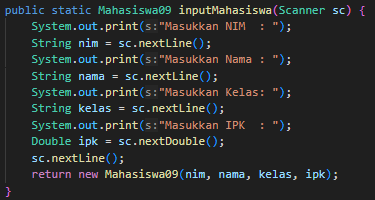 public static Mahasiswa09 inputMahasiswa(Scanner sc) {
System.out.print(s:"Masukkan NIM  : ");
String nim = sc.nextLine();
System.out.print(s:"Masukkan Nama : ");
String nama = sc.nextLine();
System.out.print(s:"Masukkan Kelas: ");
String kelas = sc.nextLine();
System.out.print(s:"Masukkan IPK  : ");
Double ipk = sc.nextDouble();
sc.nextLine();
return new Mahasiswa09(nim, nama, kelas, ipk);
}